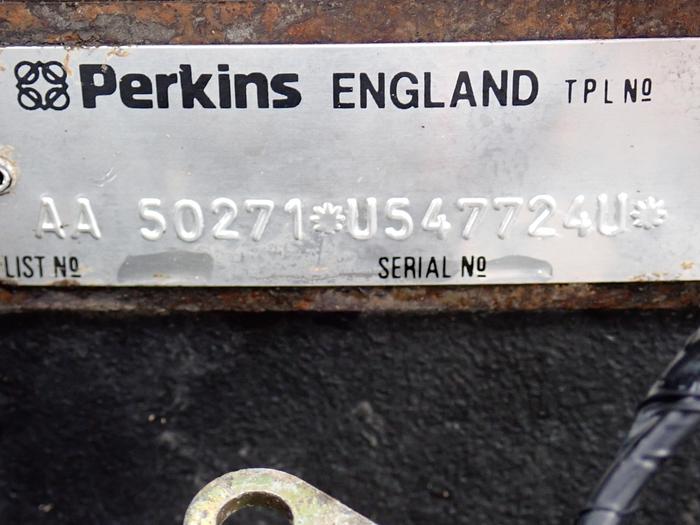 Perkins ENGLAND TPL Nº
AA 50271*U547724U*
LIST Nº SERIAL Nº